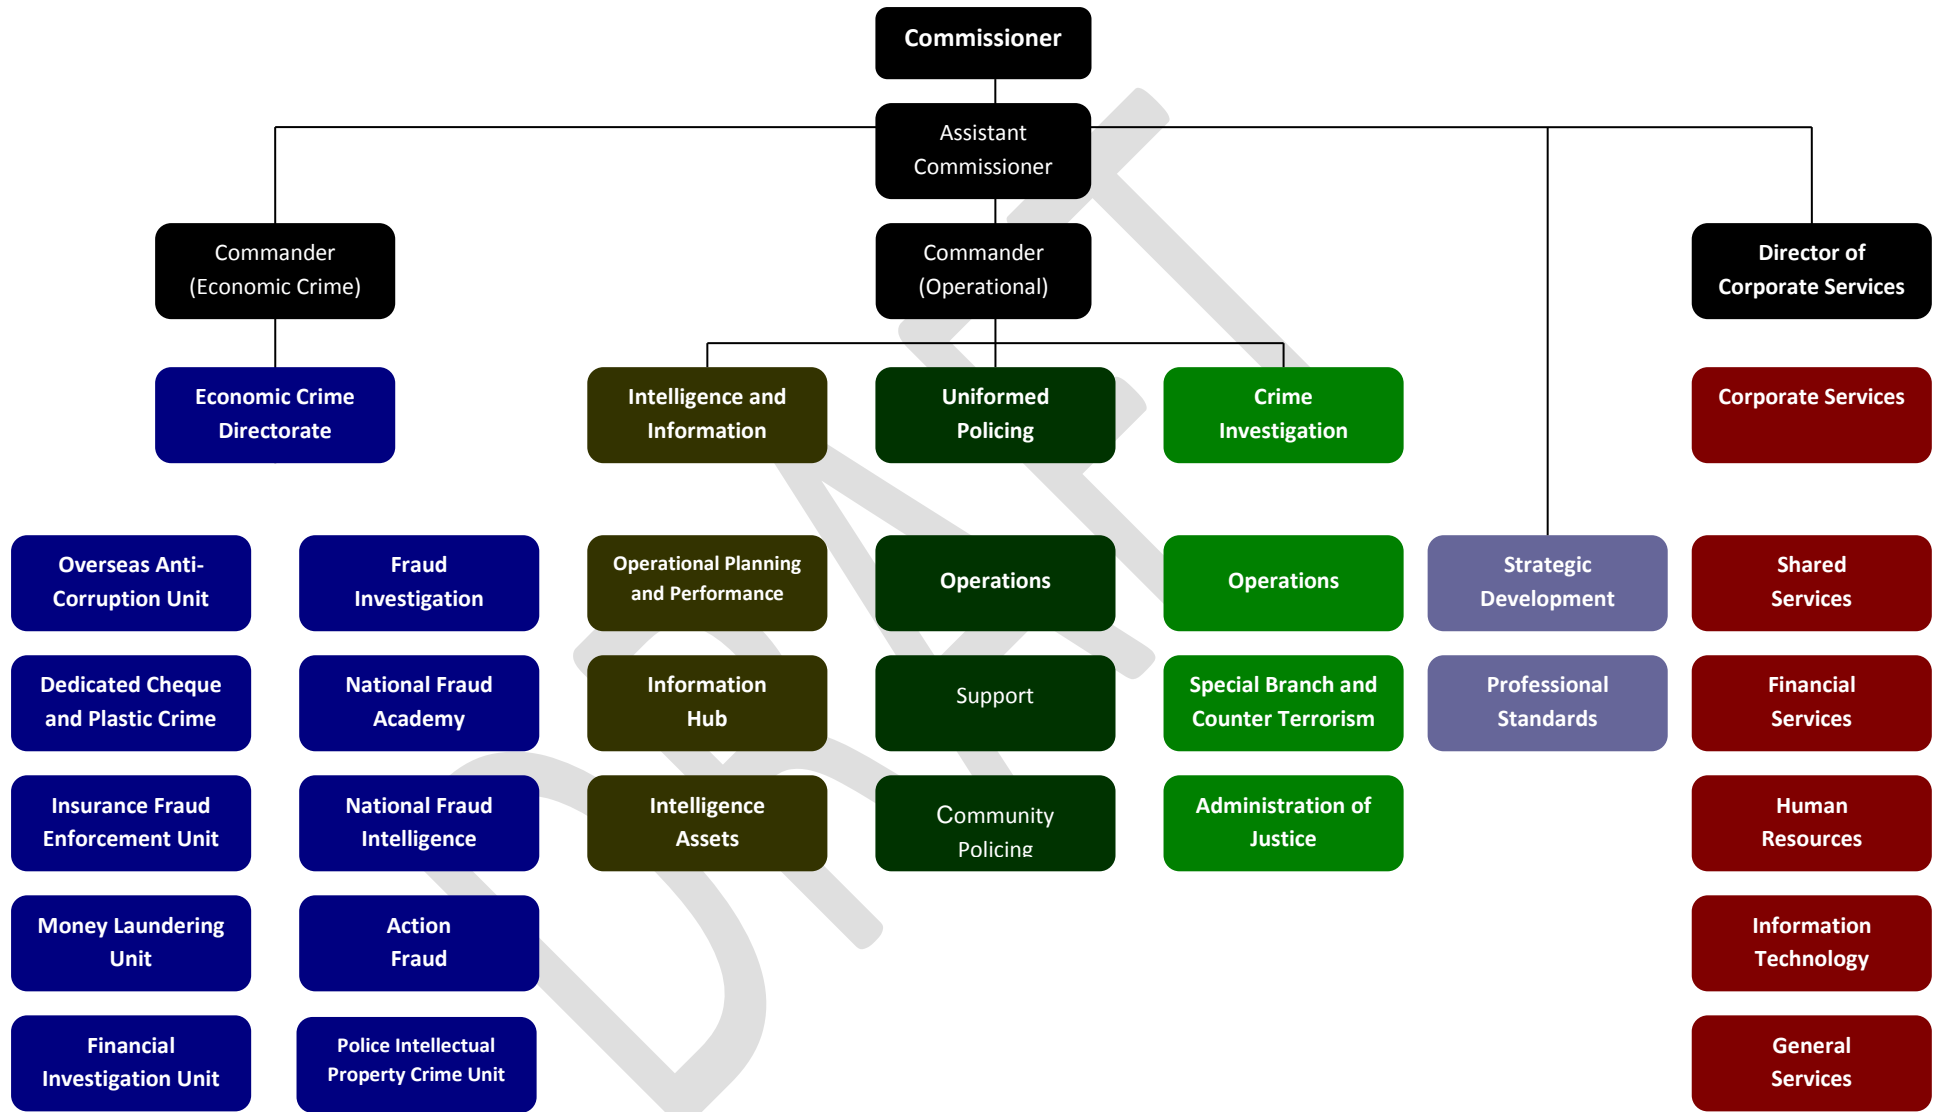 Commissioner
Assistant
Commissioner
Commander
(Economic Crime)
Commander
(Operational)
Director of
Corporate Services
Economic Crime
Directorate
Intelligence and
Information
Uniformed
Policing
Crime
Investigation
Corporate Services
Overseas Anti-
Corruption Unit
Fraud
Investigation
Operational Planning
and Performance
Operations
Operations
Strategic
Development
Shared
Services
Dedicated Cheque
and Plastic Crime
National Fraud
Academy
Information
Hub
Support
Special Branch and
Counter Terrorism
Professional
Standards
Financial
Services
Insurance Fraud
Enforcement Unit
National Fraud
Intelligence
Intelligence
Assets
Community
Policing
Administration of
Justice
Human
Resources
Money Laundering
Unit
Action
Fraud
Information
Technology
Financial
Investigation Unit
Police Intellectual
Property Crime Unit
General
Services
DRAFT